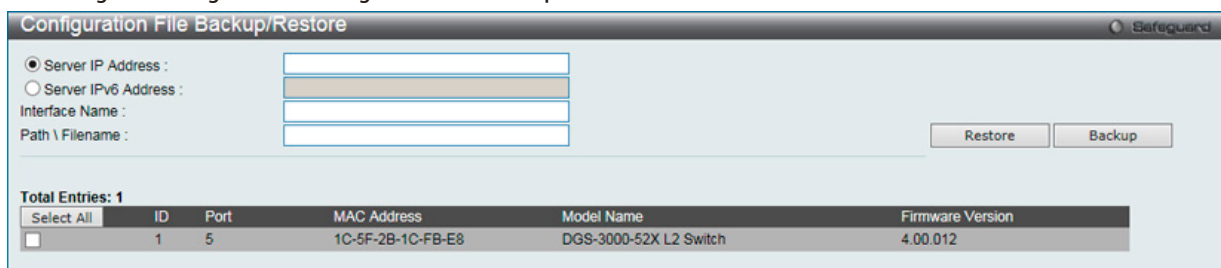 Configuration File Backup/Restore
Safeguard
Server IP Address :
Server IPv6 Address :
Interface Name :
Path \ Filename :
Restore Backup
Total Entries: 1
Select All ID Port MAC Address Model Name Firmware Version
1 5 1C-5F-2B-1C-FB-E8 DGS-3000-52X L2 Switch 4.00.012